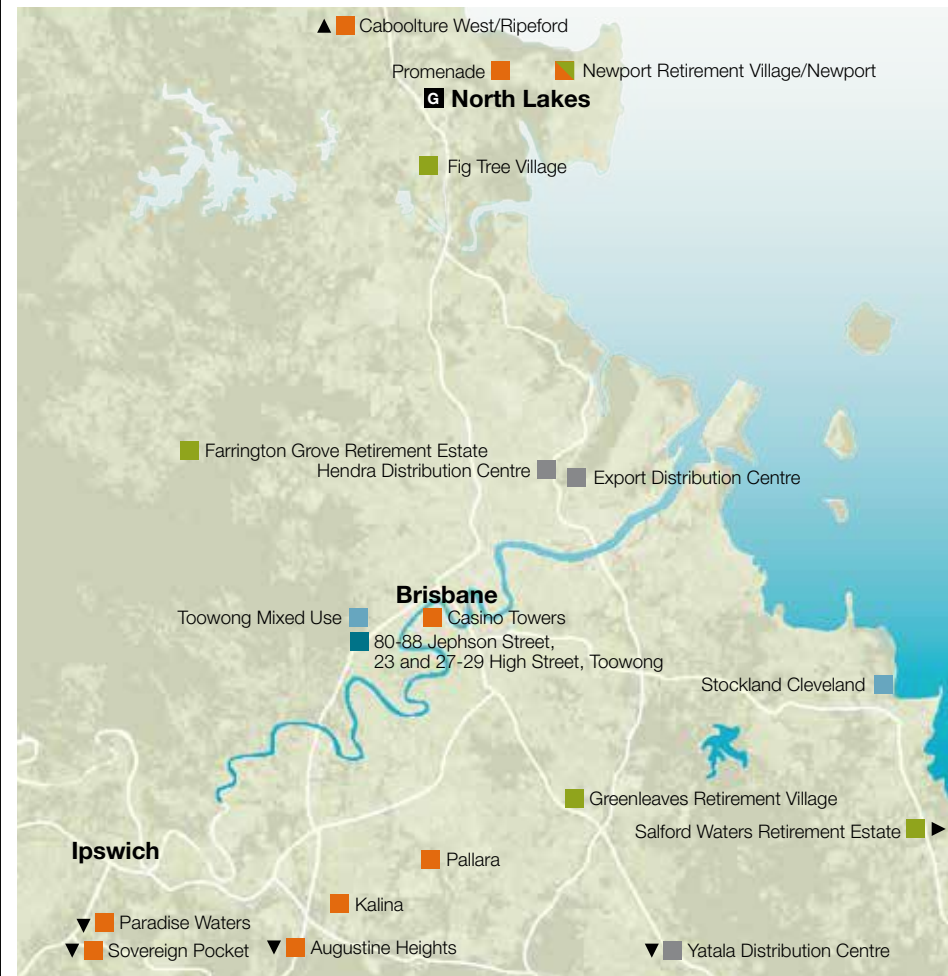 ▲ Caboolture West/Ripeford
Promenade
Newport Retirement Village/Newport
G North Lakes
Fig Tree Village
Farrington Grove Retirement Estate
Hendra Distribution Centre
Export Distribution Centre
Brisbane
Toowong Mixed Use
Casino Towers
80-88 Jephson Street,
23 and 27-29 High Street, Toowong
Stockland Cleveland
Greenleaves Retirement Village
Salford Waters Retirement Estate ▶
Ipswich
Pallara
Kalina
▼ Paradise Waters
▼ Sovereign Pocket
▼ Augustine Heights
▼ Yatala Distribution Centre